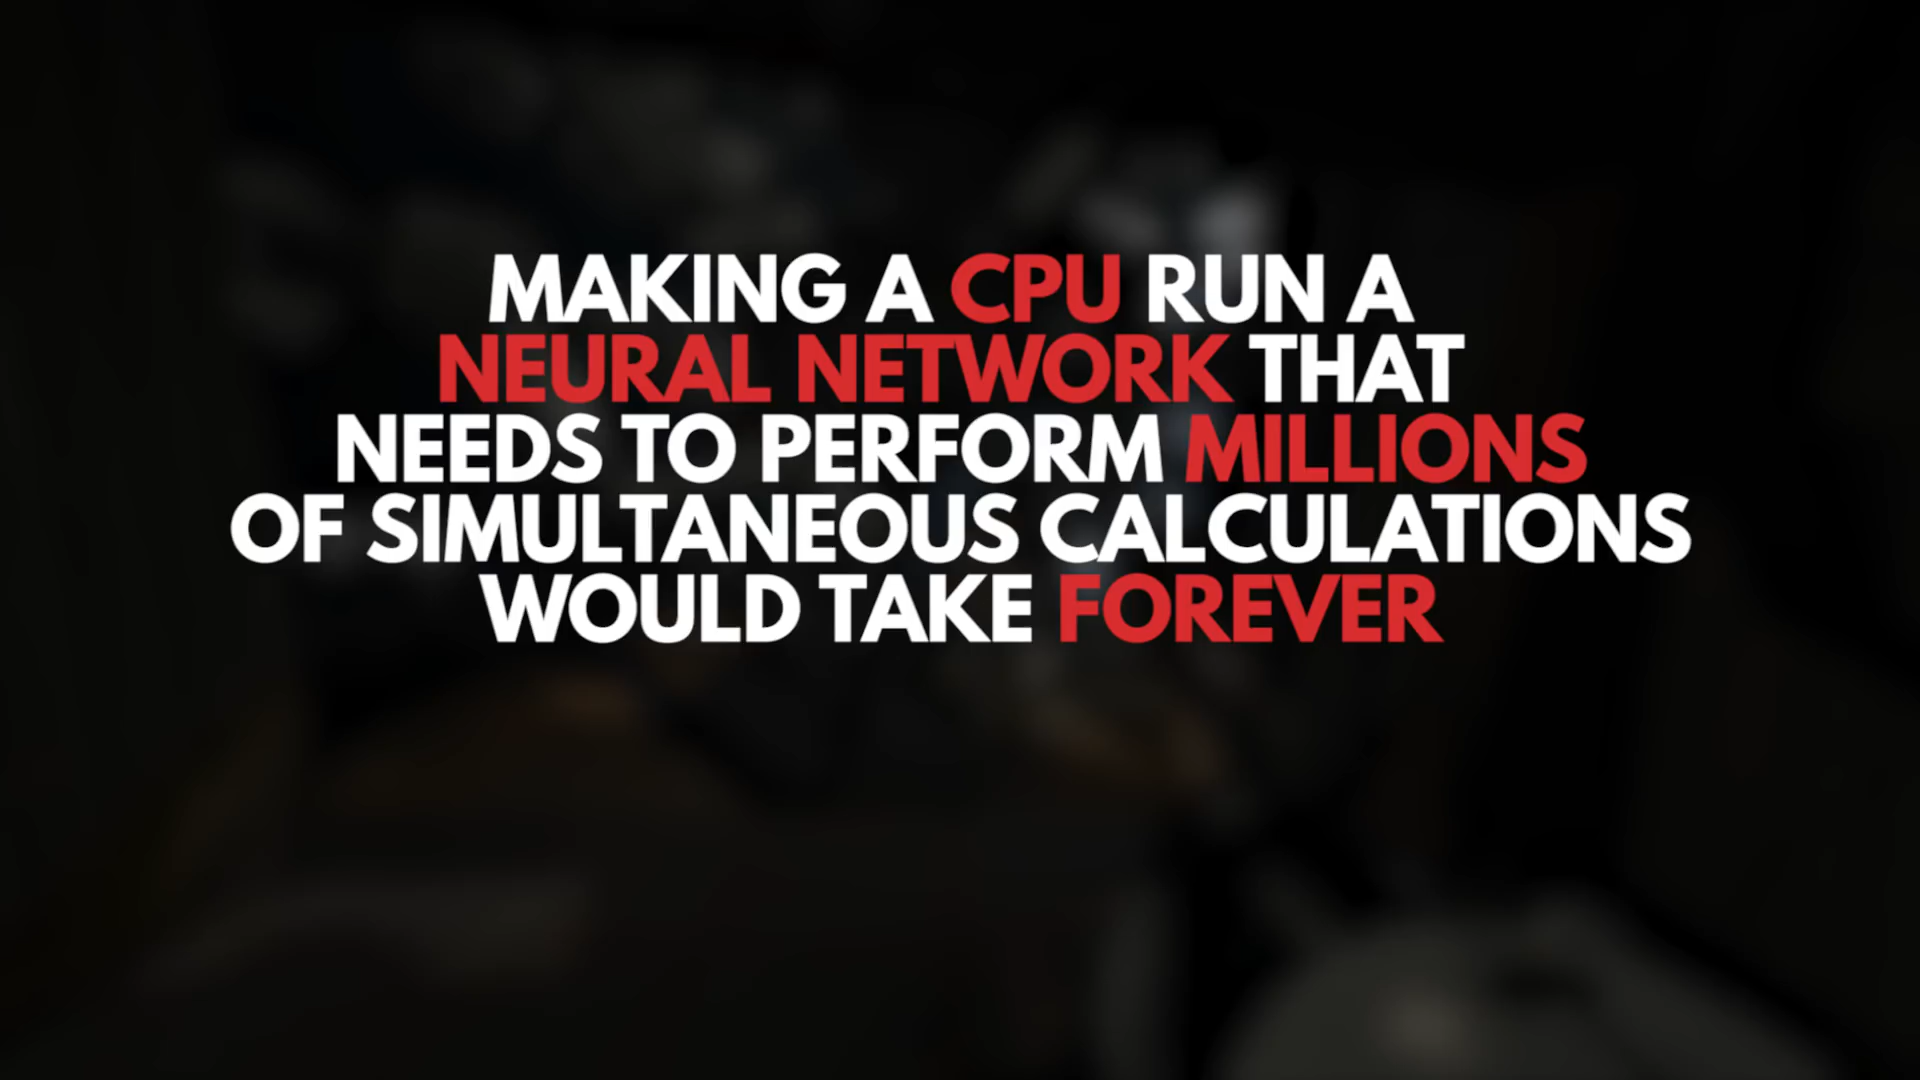 MAKING A CPU RUN A
NEURAL NETWORK THAT
NEEDS TO PERFORM MILLIONS
OF SIMULTANEOUS CALCULATIONS
WOULD TAKE FOREVER